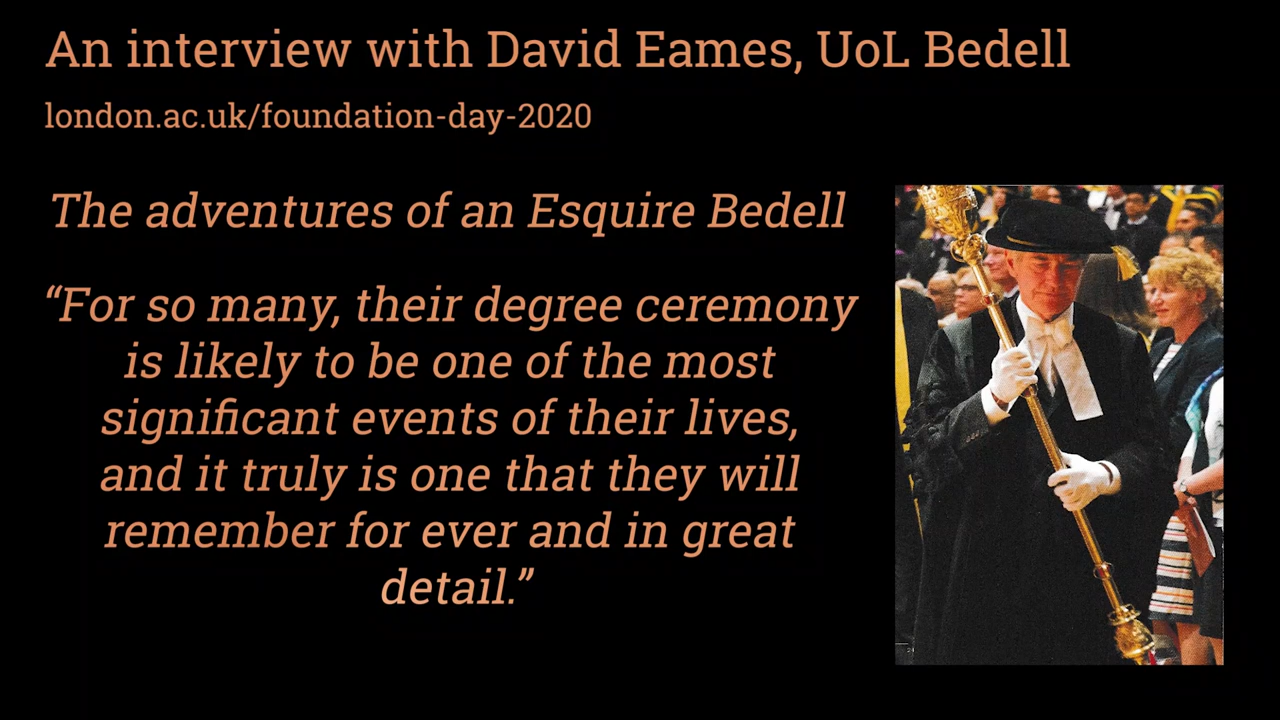 An interview with David Eames, UoL Bedell
london.ac.uk/foundation-day-2020
The adventures of an Esquire Bedell
“For so many, their degree ceremony
is likely to be one of the most
significant events of their lives,
and it truly is one that they will
remember for ever and in great
detail.”